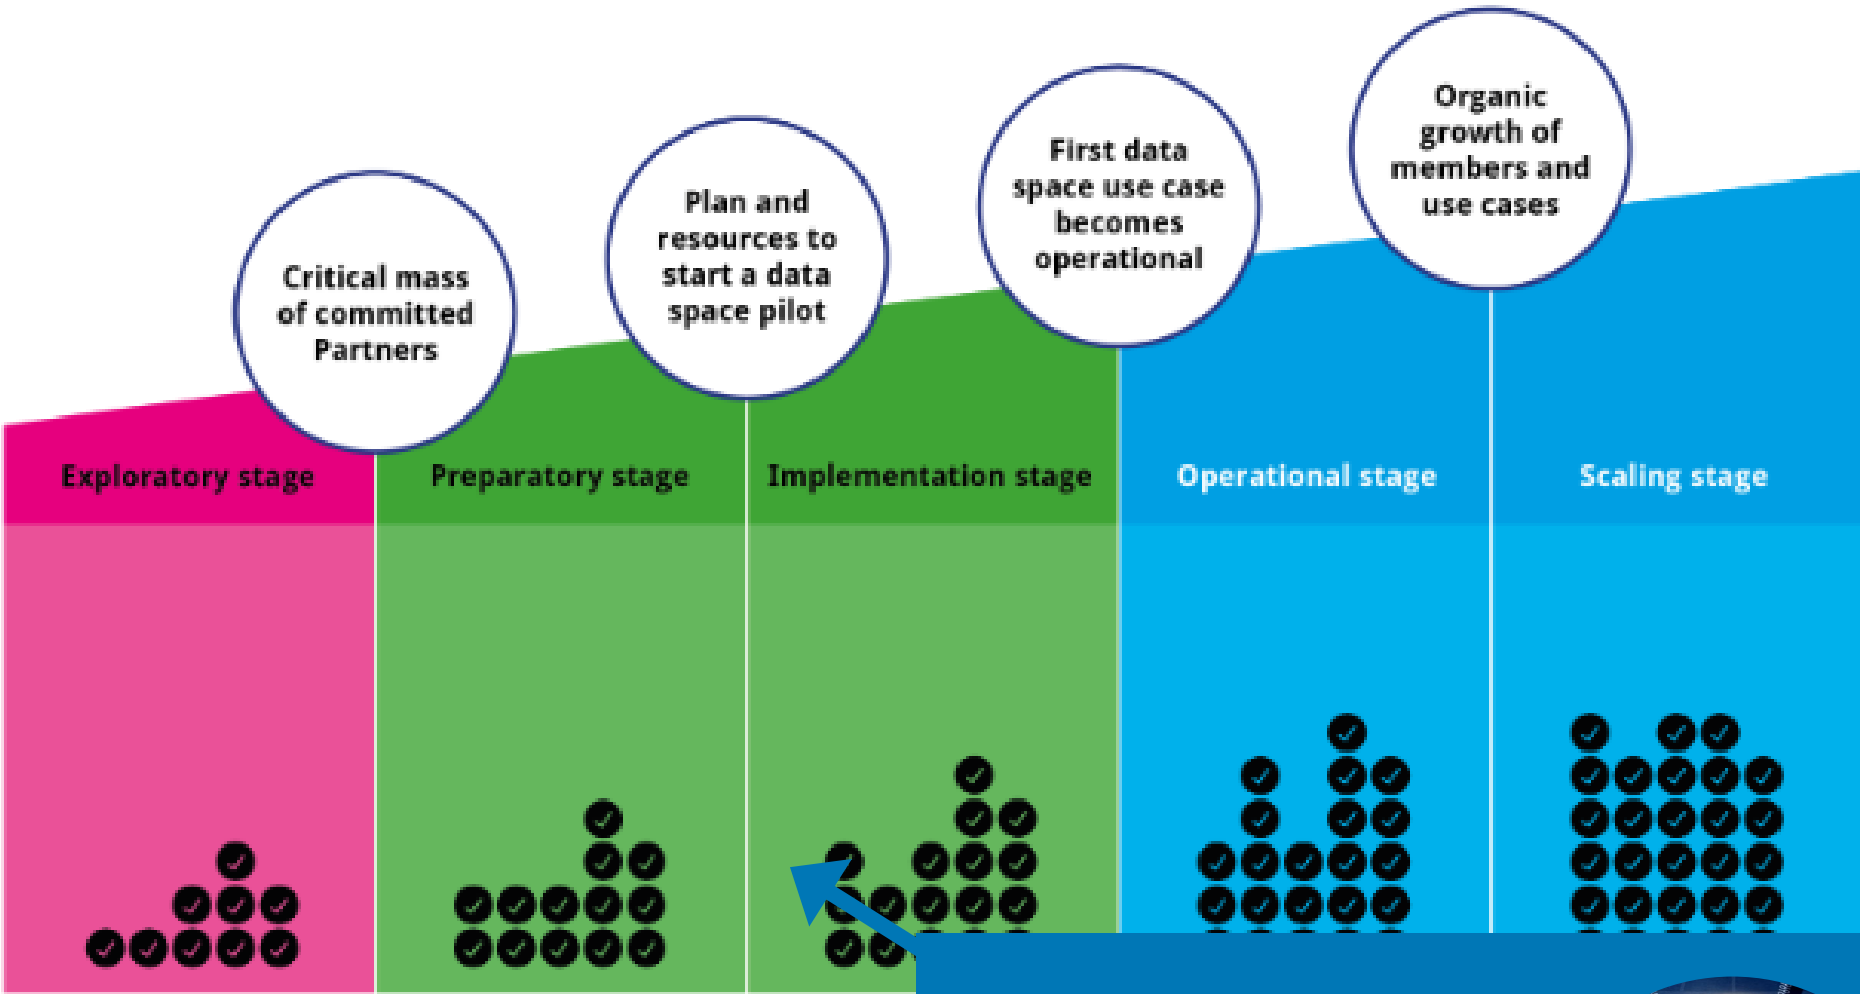 Critical mass
of committed
Partners
Plan and
resources to
start a data
space pilot
First data
space use case
becomes
operational
Organic
growth of
members and
use cases
Exploratory stage
Preparatory stage
Implementation stage
Operational stage
Scaling stage